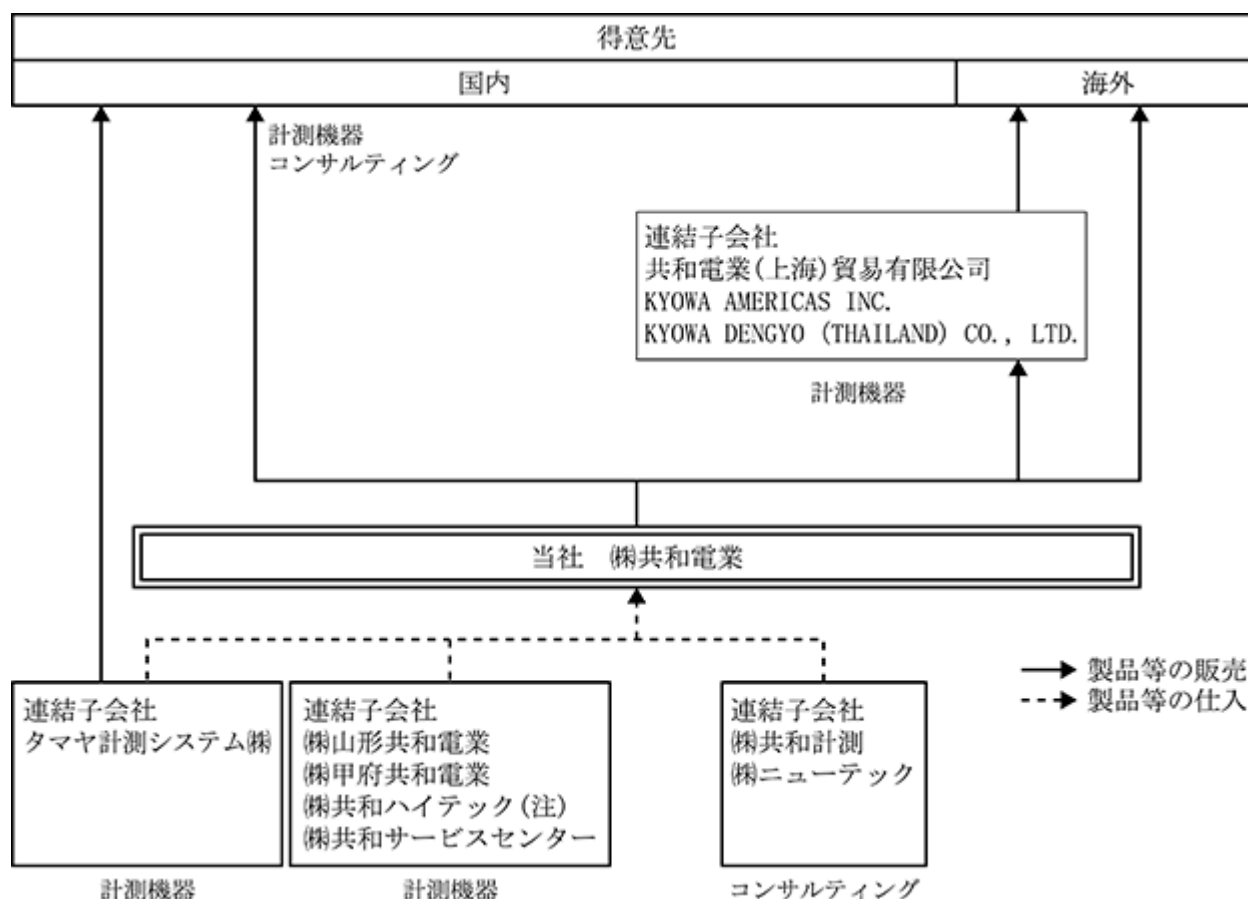 得意先
国内
海外
計測機器
コンサルティング
連結子会社
共和電業(上海)貿易有限公司
KYOWA AMERICAS INC.
KYOWA DENGYO (THAILAND) CO., LTD.
計測機器
当社 ㈱共和電業
製品等の販売
製品等の仕入
連結子会社
タマヤ計測システム㈱
計測機器
連結子会社
㈱山形共和電業
㈱甲府共和電業
㈱共和ハイテック(注)
㈱共和サービスセンター
計測機器
連結子会社
㈱共和計測
㈱ニューテック
コンサルティング